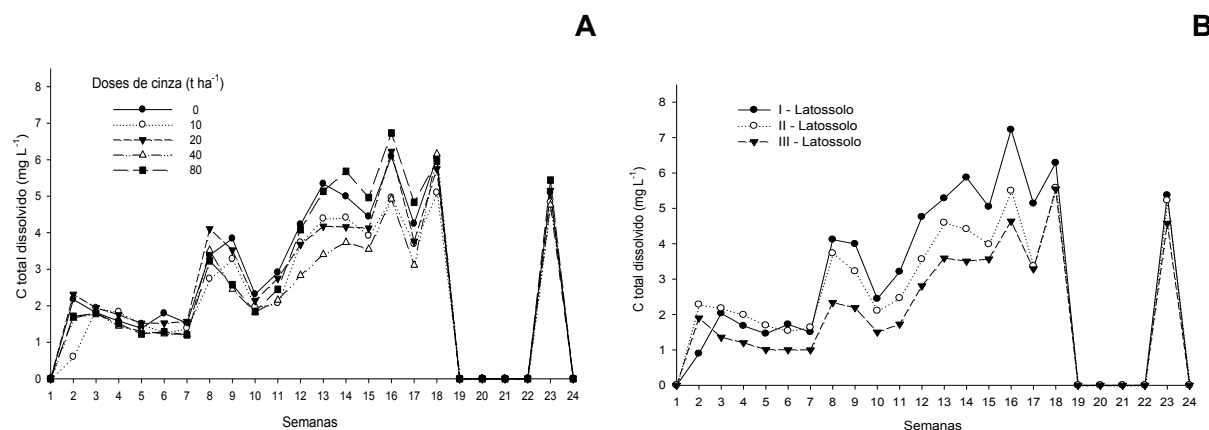 A
Doses de cinza (t ha⁻¹)
0
10
20
40
80
C total dissolvido (mg L⁻¹)
8
7
6
5
4
3
2
1
0
1 2 3 4 5 6 7 8 9 10 11 12 13 14 15 16 17 18 19 20 21 22 23 24
Semanas
B
I - Latossolo
II - Latossolo
III - Latossolo
C total dissolvido (mg L⁻¹)
8
7
6
5
4
3
2
1
0
1 2 3 4 5 6 7 8 9 10 11 12 13 14 15 16 17 18 19 20 21 22 23 24
Semanas